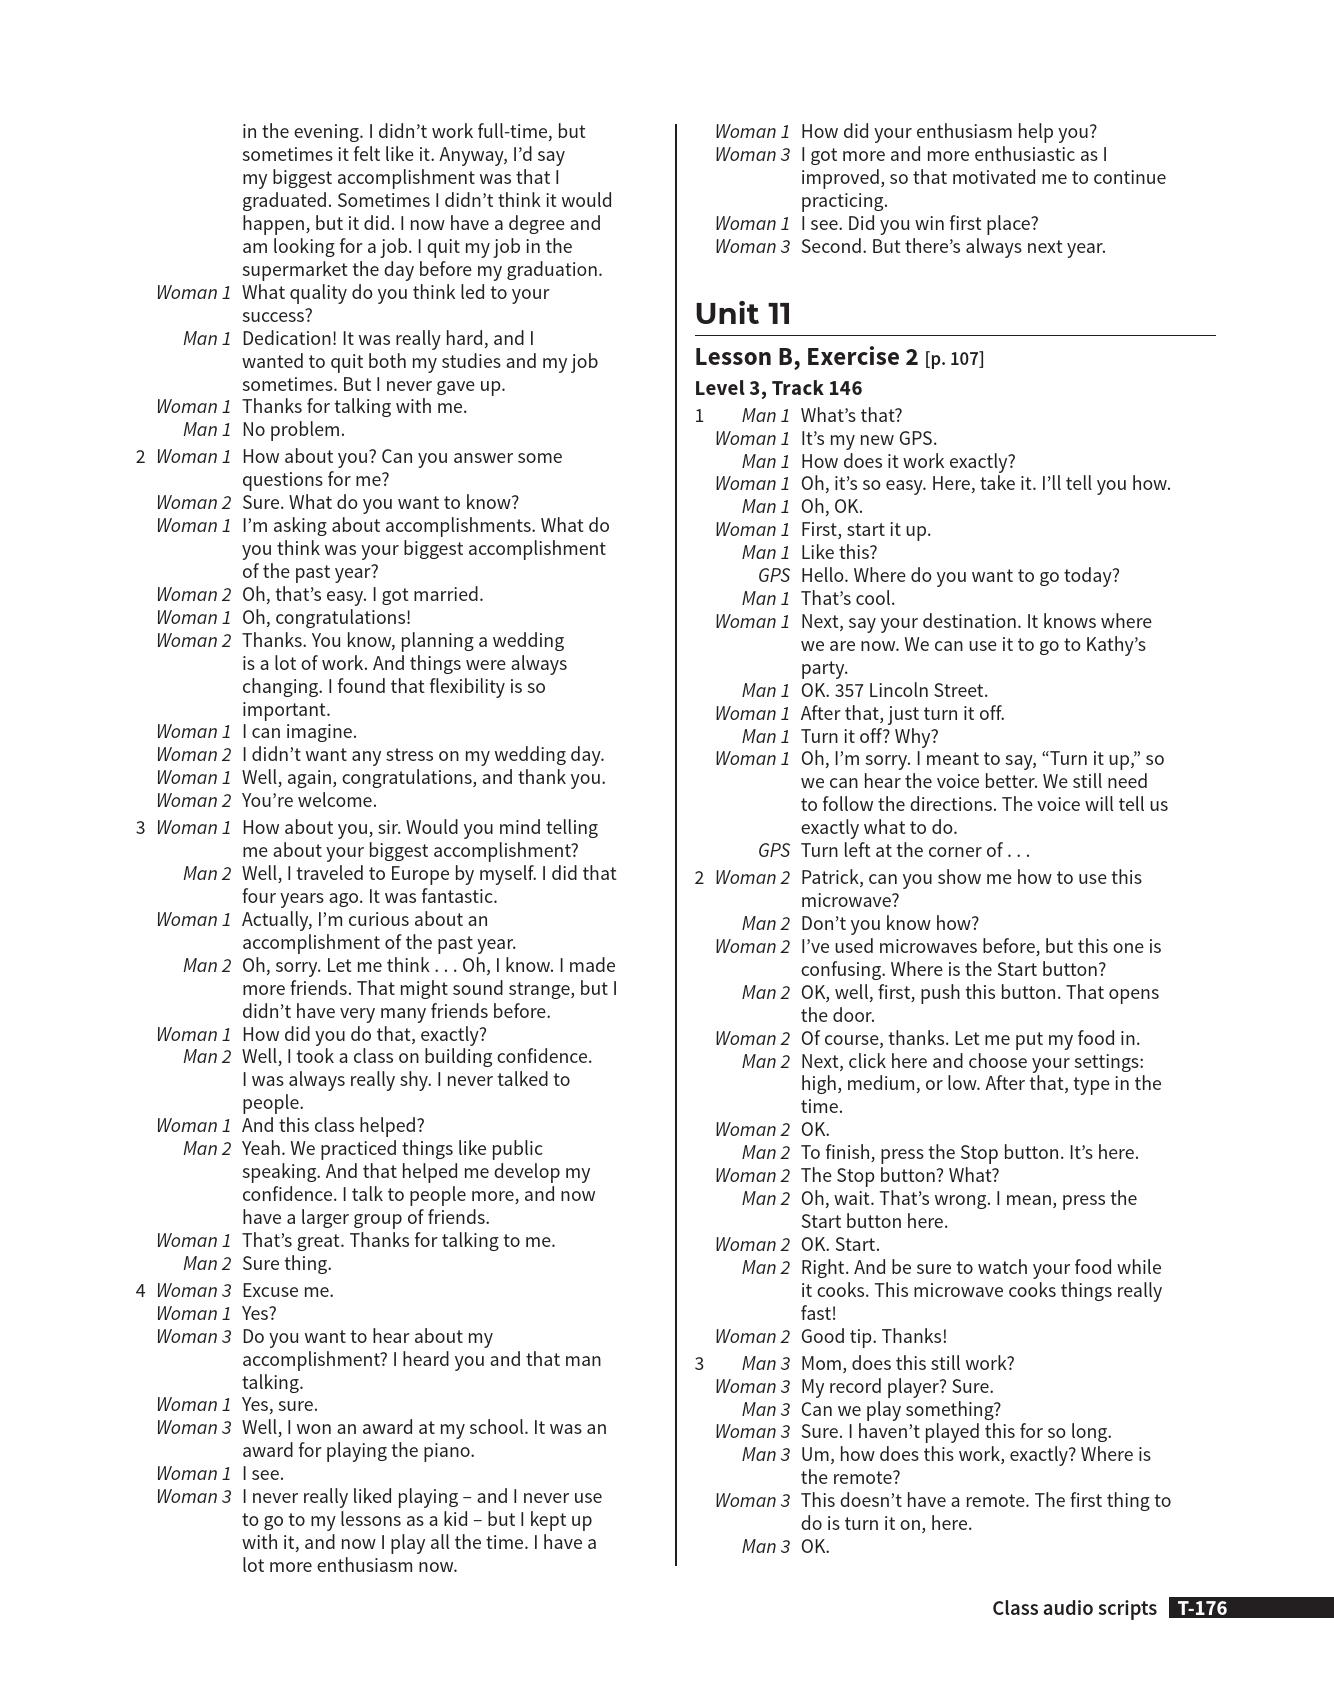 in the evening. I didn’t work full-time, but
sometimes it felt like it. Anyway, I’d say
my biggest accomplishment was that I
graduated. Sometimes I didn’t think it would
happen, but it did. I now have a degree and
am looking for a job. I quit my job in the
supermarket the day before my graduation.
Woman 1 What quality do you think led to your
success?
Man 1 Dedication! It was really hard, and I
wanted to quit both my studies and my job
sometimes. But I never gave up.
Woman 1 Thanks for talking with me.
Man 1 No problem.
2 Woman 1 How about you? Can you answer some
questions for me?
Woman 2 Sure. What do you want to know?
Woman 1 I’m asking about accomplishments. What do
you think was your biggest accomplishment
of the past year?
Woman 2 Oh, that’s easy. I got married.
Woman 1 Oh, congratulations!
Woman 2 Thanks. You know, planning a wedding
is a lot of work. And things were always
changing. I found that flexibility is so
important.
Woman 1 I can imagine.
Woman 2 I didn’t want any stress on my wedding day.
Woman 1 Well, again, congratulations, and thank you.
Woman 2 You’re welcome.
3 Woman 1 How about you, sir. Would you mind telling
me about your biggest accomplishment?
Man 2 Well, I traveled to Europe by myself. I did that
four years ago. It was fantastic.
Woman 1 Actually, I’m curious about an
accomplishment of the past year.
Man 2 Oh, sorry. Let me think . . . Oh, I know. I made
more friends. That might sound strange, but I
didn’t have very many friends before.
Woman 1 How did you do that, exactly?
Man 2 Well, I took a class on building confidence.
I was always really shy. I never talked to
people.
Woman 1 And this class helped?
Man 2 Yeah. We practiced things like public
speaking. And that helped me develop my
confidence. I talk to people more, and now
have a larger group of friends.
Woman 1 That’s great. Thanks for talking to me.
Man 2 Sure thing.
4 Woman 3 Excuse me.
Woman 1 Yes?
Woman 3 Do you want to hear about my
accomplishment? I heard you and that man
talking.
Woman 1 Yes, sure.
Woman 3 Well, I won an award at my school. It was an
award for playing the piano.
Woman 1 I see.
Woman 3 I never really liked playing – and I never use
to go to my lessons as a kid – but I kept up
with it, and now I play all the time. I have a
lot more enthusiasm now.
Woman 1 How did your enthusiasm help you?
Woman 3 I got more and more enthusiastic as I
improved, so that motivated me to continue
practicing.
Woman 1 I see. Did you win first place?
Woman 3 Second. But there’s always next year.
Unit 11
Lesson B, Exercise 2 [p. 107]
Level 3, Track 146
1 Man 1 What’s that?
Woman 1 It’s my new GPS.
Man 1 How does it work exactly?
Woman 1 Oh, it’s so easy. Here, take it. I’ll tell you how.
Man 1 Oh, OK.
Woman 1 First, start it up.
Man 1 Like this?
GPS Hello. Where do you want to go today?
Man 1 That’s cool.
Woman 1 Next, say your destination. It knows where
we are now. We can use it to go to Kathy’s
party.
Man 1 OK. 357 Lincoln Street.
Woman 1 After that, just turn it off.
Man 1 Turn it off? Why?
Woman 1 Oh, I’m sorry. I meant to say, “Turn it up,” so
we can hear the voice better. We still need
to follow the directions. The voice will tell us
exactly what to do.
GPS Turn left at the corner of . . .
2 Woman 2 Patrick, can you show me how to use this
microwave?
Man 2 Don’t you know how?
Woman 2 I’ve used microwaves before, but this one is
confusing. Where is the Start button?
Man 2 OK, well, first, push this button. That opens
the door.
Woman 2 Of course, thanks. Let me put my food in.
Man 2 Next, click here and choose your settings:
high, medium, or low. After that, type in the
time.
Woman 2 OK.
Man 2 To finish, press the Stop button. It’s here.
Woman 2 The Stop button? What?
Man 2 Oh, wait. That’s wrong. I mean, press the
Start button here.
Woman 2 OK. Start.
Man 2 Right. And be sure to watch your food while
it cooks. This microwave cooks things really
fast!
Woman 2 Good tip. Thanks!
3 Man 3 Mom, does this still work?
Woman 3 My record player? Sure.
Man 3 Can we play something?
Woman 3 Sure. I haven’t played this for so long.
Man 3 Um, how does this work, exactly? Where is
the remote?
Woman 3 This doesn’t have a remote. The first thing to
do is turn it on, here.
Man 3 OK.
Class audio scripts T-176